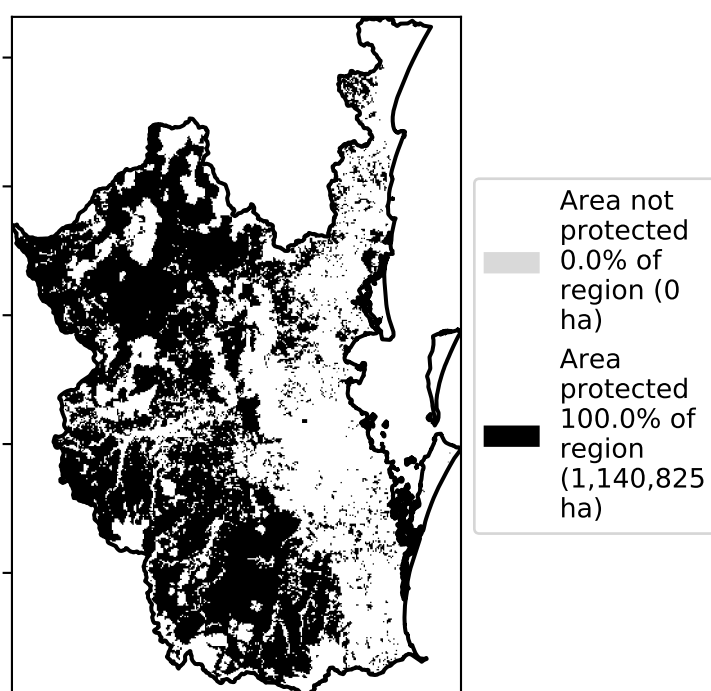 Area not
protected
0.0% of
region (0
ha)
Area
protected
100.0% of
region
(1,140,825
ha)